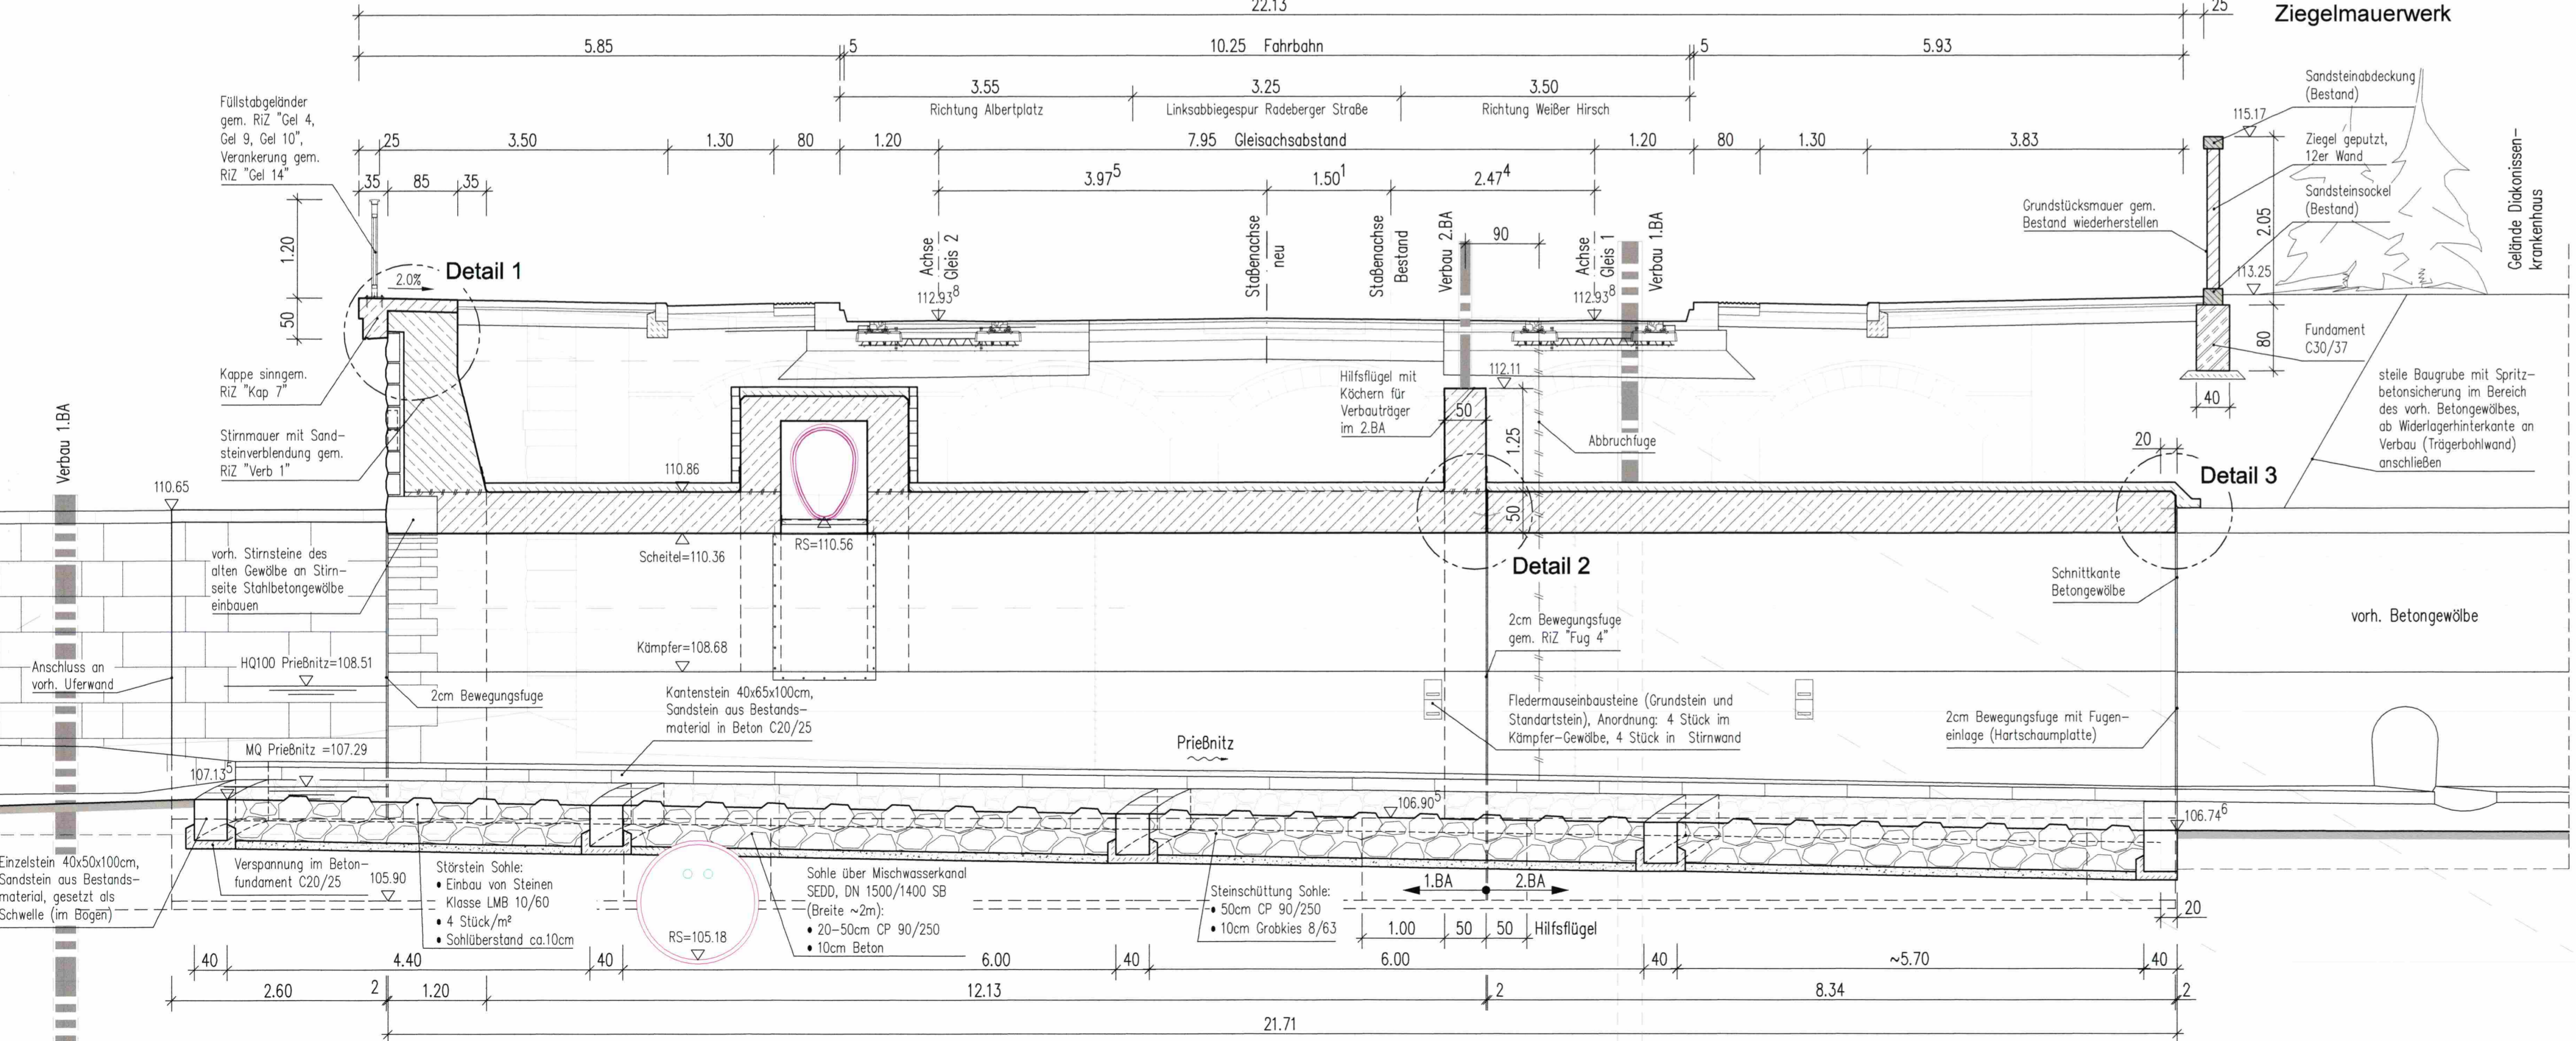 22.13
25
Ziegelmauerwerk
5.85
5
10.25 Fahrbahn
5
5.93
3.55
3.25
3.50
Richtung Albertplatz
Linksabbiegespur Radeberger Straße
Richtung Weißer Hirsch
25
3.50
1.30
80
1.20
7.95 Gleisachsabstand
1.20
80
1.30
3.83
35
85
35
3.97⁵
1.50¹
2.47⁴
Füllstabgeländer
gem. RiZ "Gel 4,
Gel 9, Gel 10",
Verankerung gem.
RiZ "Gel 14"
Sandsteinabdeckung
(Bestand)
115.17
Ziegel geputzt,
12er Wand
Sandsteinsockel
(Bestand)
Grundstücksmauer gem.
Bestand wiederherstellen
2.05
113.25
Gelände Diakonissen-
krankenhaus
1.20
50
2.0%
Detail 1
Achse
Gleis 2
112.93⁸
Staßenachse
neu
Staßenachse
Bestand
Verbau 2.BA
90
Achse
Gleis 1
112.93⁸
Verbau 1.BA
Kappe sinngem.
RiZ "Kap 7"
Stirnmauer mit Sand-
steinverblendung gem.
RiZ "Verb 1"
Hilfsflügel mit
Köchern für
Verbauträger
im 2.BA
112.11
50
1.25
50
Abbruchfuge
Fundament
C30/37
80
40
steile Baugrube mit Spritz-
betonsicherung im Bereich
des vorh. Betongewölbes,
ab Widerlagerhinterkante an
Verbau (Trägerbohlwand)
anschließen
20
Detail 3
Verbau 1.BA
110.65
110.86
RS=110.56
Scheitel=110.36
Detail 2
vorh. Stirnsteine des
alten Gewölbe an Stirn-
seite Stahlbetongewölbe
einbauen
Schnittkante
Betongewölbe
vorh. Betongewölbe
2cm Bewegungsfuge
gem. RiZ "Fug 4"
Kämpfer=108.68
Anschluss an
vorh. Uferwand
HQ100 Prießnitz=108.51
2cm Bewegungsfuge
Kantenstein 40x65x100cm,
Sandstein aus Bestands-
material in Beton C20/25
Fledermauseinbausteine (Grundstein und
Standartstein), Anordnung: 4 Stück im
Kämpfer-Gewölbe, 4 Stück in Stirnwand
2cm Bewegungsfuge mit Fugen-
einlage (Hartschaumplatte)
MQ Prießnitz =107.29
107.13⁵
Prießnitz
106.90⁵
106.74⁶
Einzelstein 40x50x100cm,
Sandstein aus Bestands-
material, gesetzt als
Schwelle (im Bogen)
Verspannung im Beton-
fundament C20/25
105.90
Störstein Sohle:
• Einbau von Steinen
Klasse LMB 10/60
• 4 Stück/m²
• Sohlüberstand ca.10cm
RS=105.18
Sohle über Mischwasserkanal
SEDD, DN 1500/1400 SB
(Breite ~2m):
• 20-50cm CP 90/250
• 10cm Beton
Steinschüttung Sohle:
• 50cm CP 90/250
• 10cm Grobkies 8/63
1.BA
2.BA
1.00
50
50
Hilfsflügel
20
40
4.40
40
6.00
40
6.00
40
~5.70
40
2.60
2
1.20
12.13
2
8.34
2
21.71